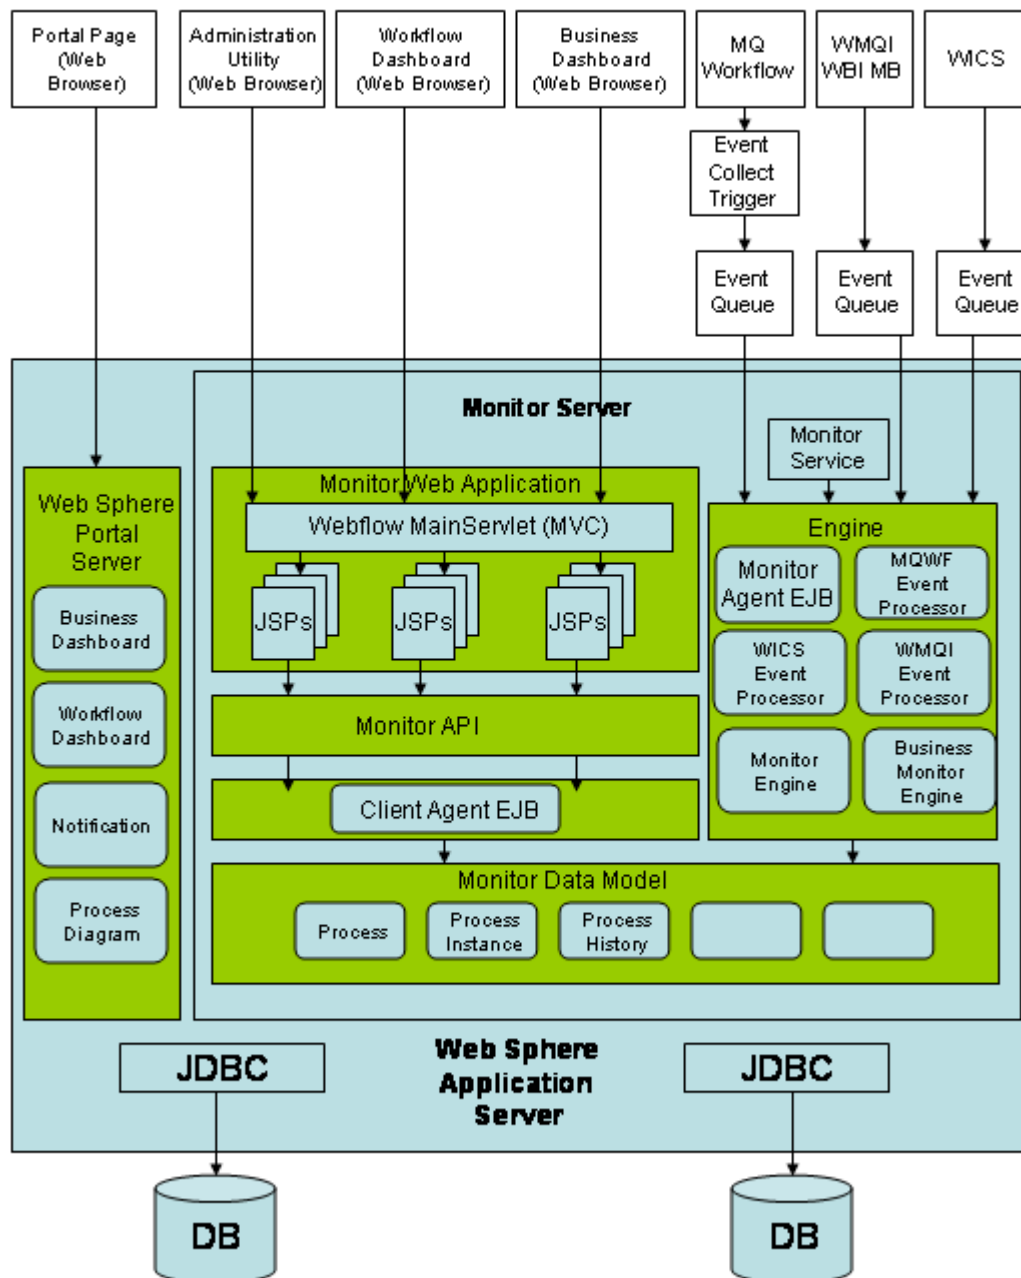 Portal Page
(Web
Browser)
Administration
Utility
(Web Browser)
Workflow
Dashboard
(Web Browser)
Business
Dashboard
(Web Browser)
MQ
Workflow
WMQI
WBI MB
WICS
Event
Collect
Trigger
Event
Queue
Event
Queue
Event
Queue
Monitor Server
Monitor
Service
Web Sphere
Portal
Server
Business
Dashboard
Workflow
Dashboard
Notification
Process
Diagram
Monitor Web Application
Webflow MainServlet (MVC)
JSPs
JSPs
JSPs
Monitor API
Client Agent EJB
Engine
Monitor
Agent EJB
MQWF
Event
Processor
WICS
Event
Processor
WMQI
Event
Processor
Monitor
Engine
Business
Monitor
Engine
Monitor Data Model
Process
Process
Instance
Process
History
JDBC
Web Sphere
Application
Server
JDBC
DB
DB